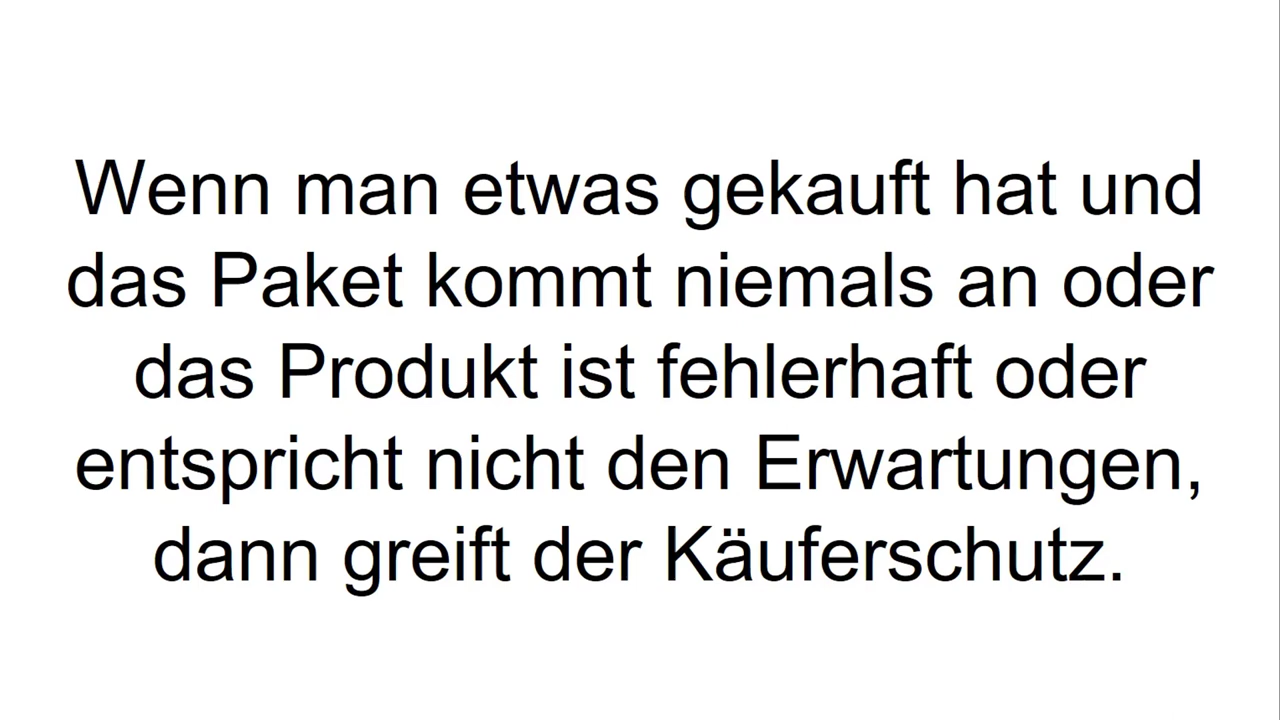 Wenn man etwas gekauft hat und
das Paket kommt niemals an oder
das Produkt ist fehlerhaft oder
entspricht nicht den Erwartungen,
dann greift der Käuferschutz.